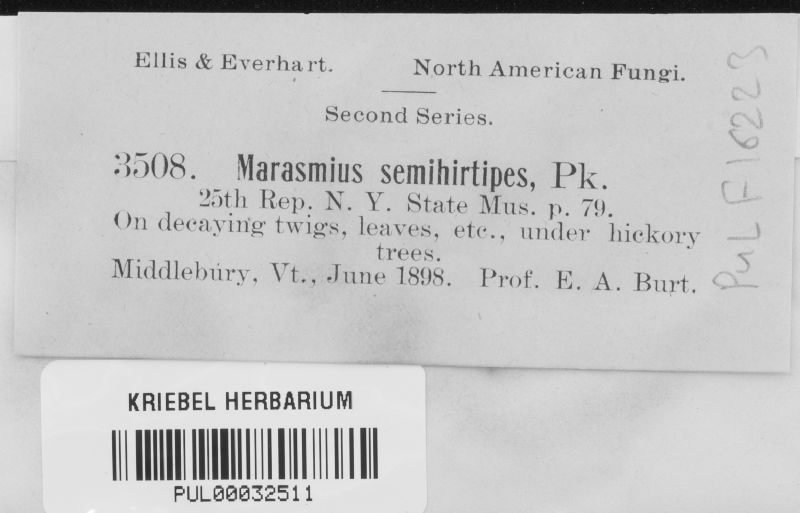 Ellis & Everhart. North American Fungi.
Second Series.
3508. Marasmius semihirtipes, Pk.
25th Rep. N. Y. State Mus. p. 79.
On decaying twigs, leaves, etc., under hickory
trees.
Middlebury, Vt., June 1898. Prof. E. A. Burt.
PUL F16223
KRIEBEL HERBARIUM
PUL00032511